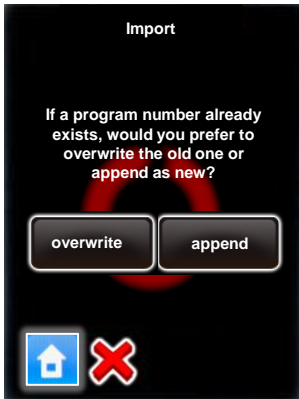 Import
If a program number already
exists, would you prefer to
overwrite the old one or
append as new?
overwrite append